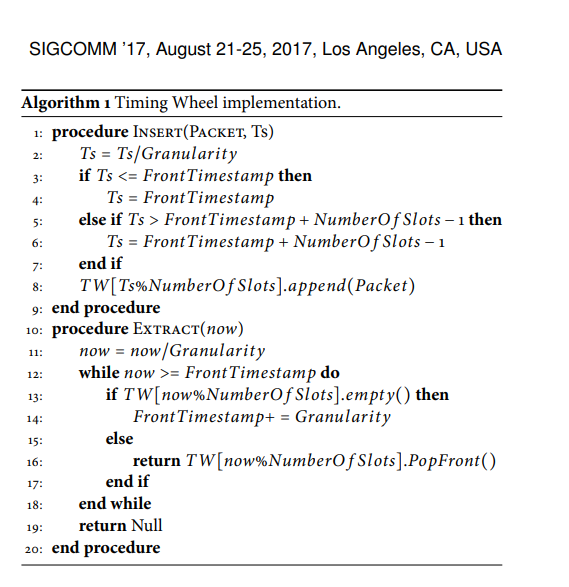 SIGCOMM '17, August 21-25, 2017, Los Angeles, CA, USA
Algorithm 1 Timing Wheel implementation.
1: procedure Insert(Packet, Ts)
2: Ts = Ts/Granularity
3: if Ts <= FrontTimestamp then
4: Ts = FrontTimestamp
5: else if Ts > FrontTimestamp + NumberOfSlots − 1 then
6: Ts = FrontTimestamp + NumberOfSlots − 1
7: end if
8: TW[Ts%NumberOfSlots].append(Packet)
9: end procedure
10: procedure Extract(now)
11: now = now/Granularity
12: while now >= FrontTimestamp do
13: if TW[now%NumberOfSlots].empty() then
14: FrontTimestamp+ = Granularity
15: else
16: return TW[now%NumberOfSlots].PopFront()
17: end if
18: end while
19: return Null
20: end procedure